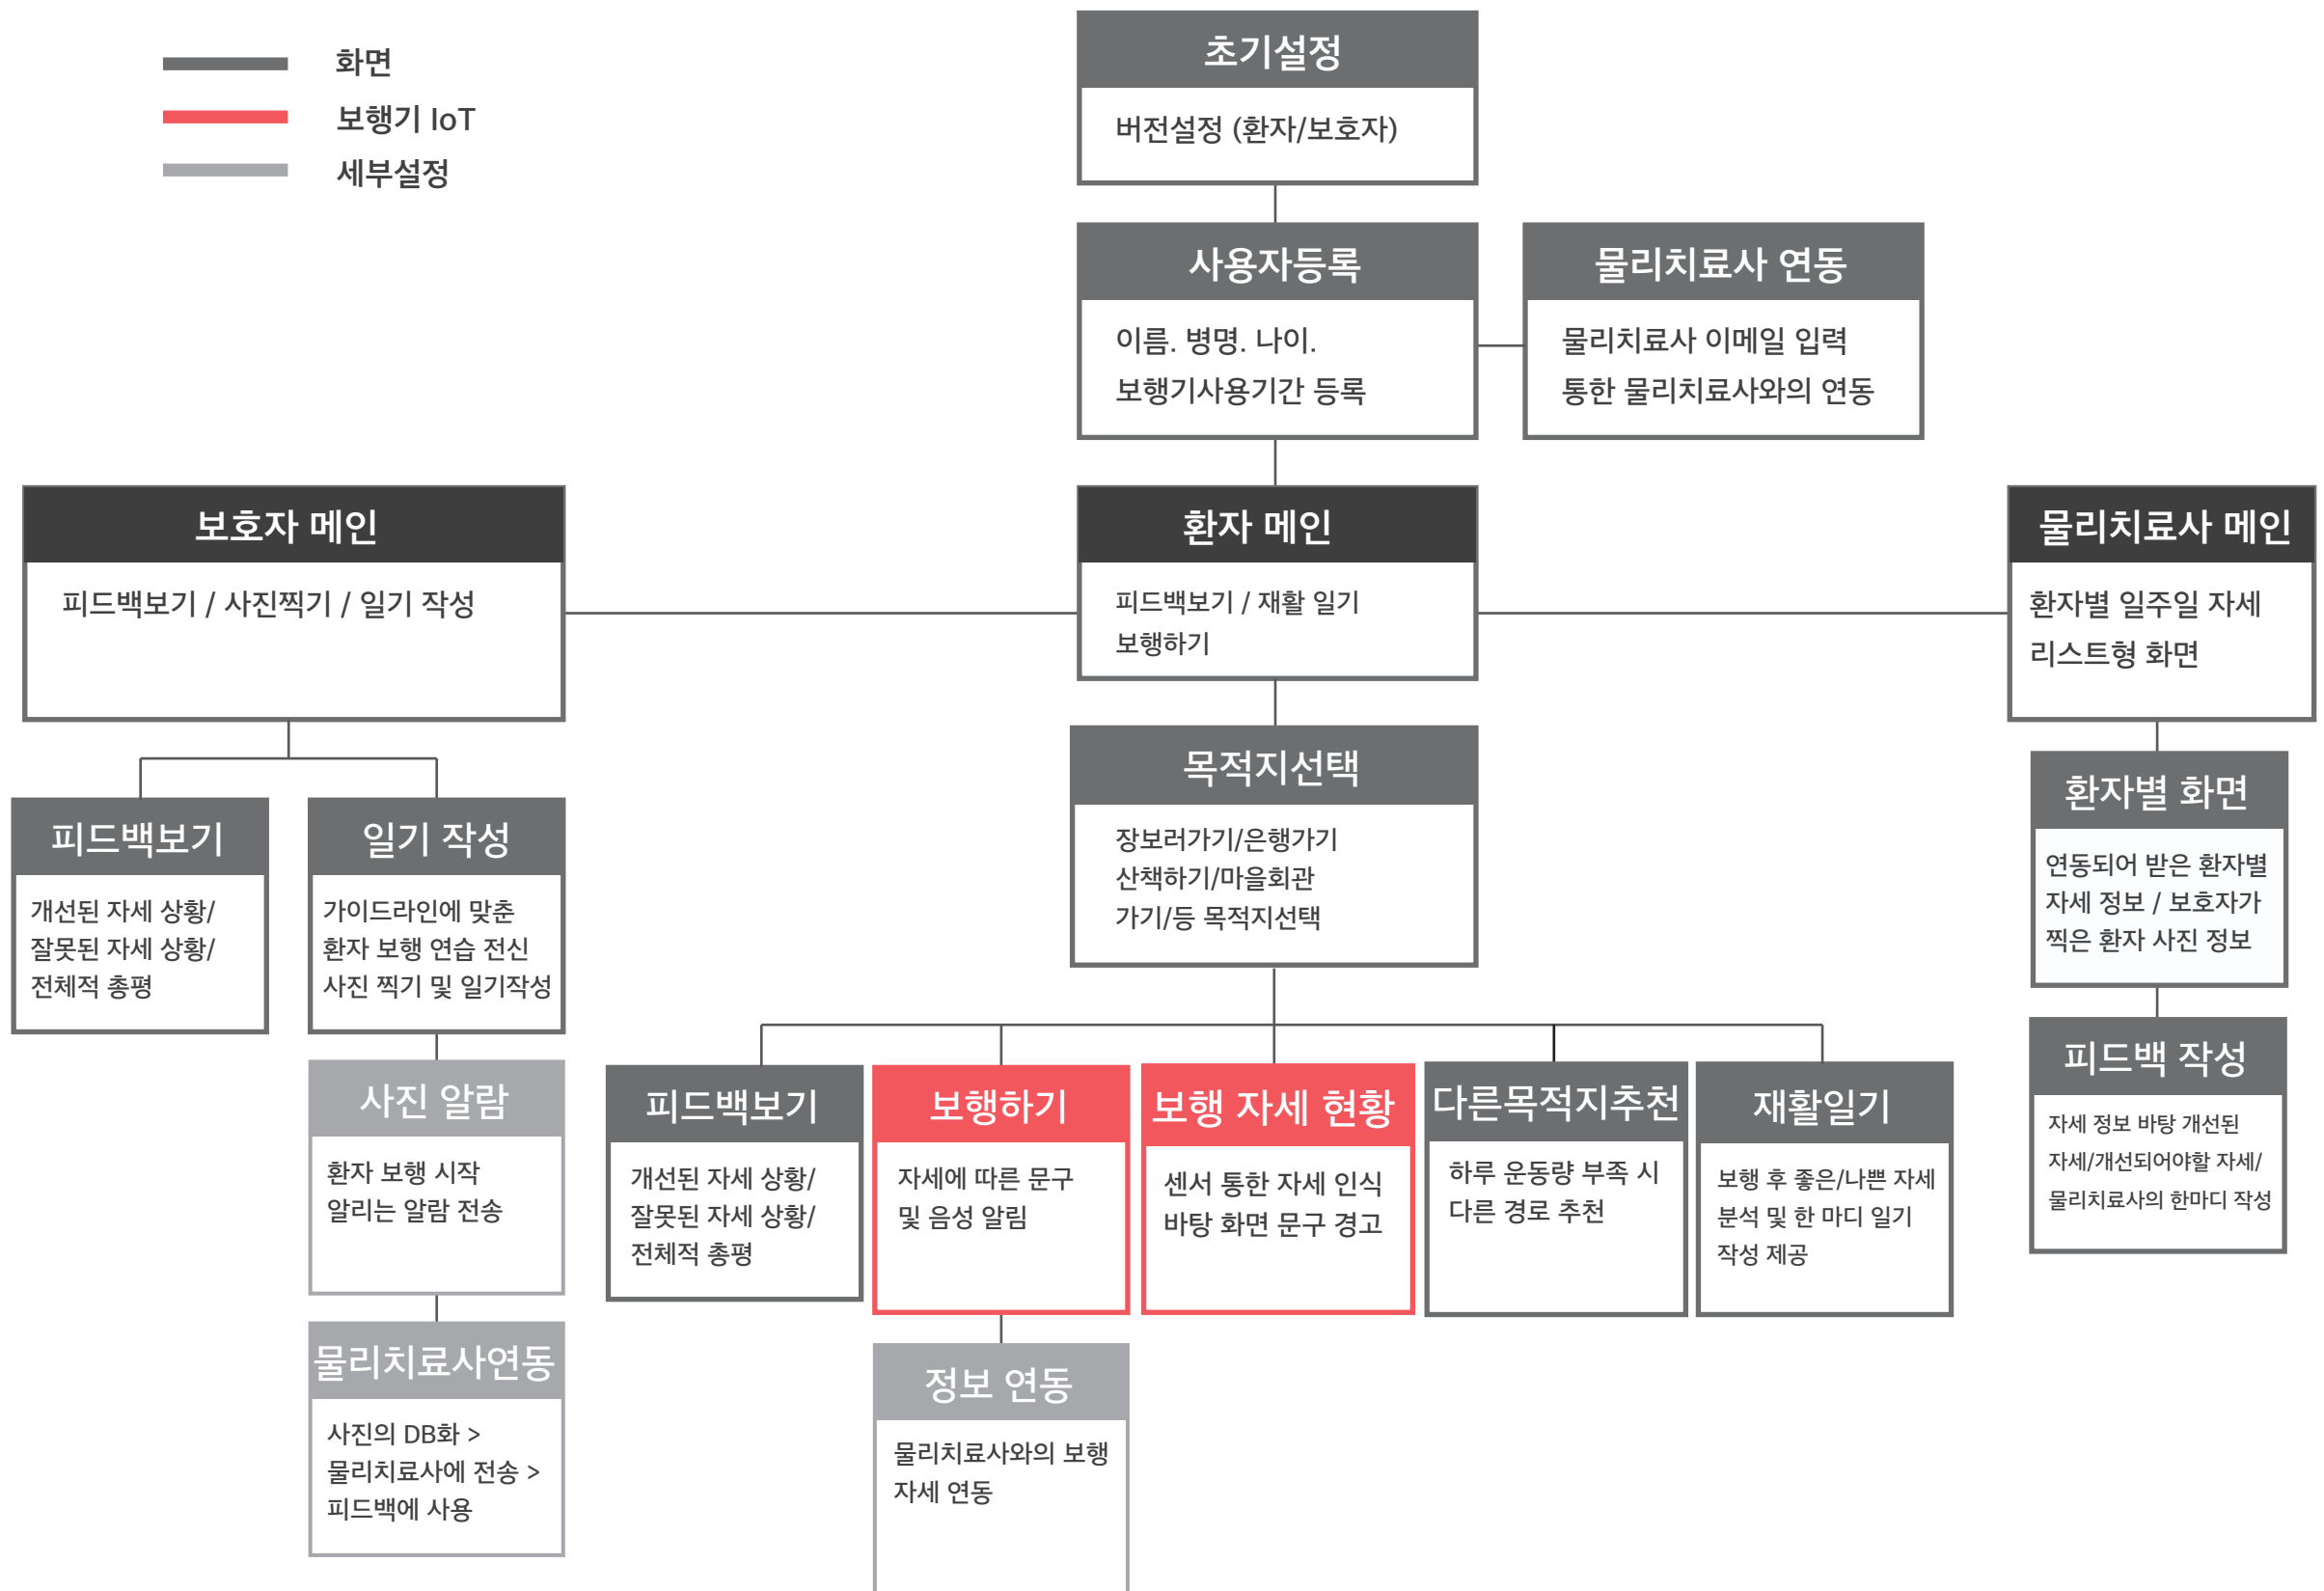 화면
보행기 IoT
세부설정
초기설정
버전설정 (환자/보호자)
사용자등록
이름. 병명. 나이.
보행기사용기간 등록
물리치료사 연동
물리치료사 이메일 입력
통한 물리치료사와의 연동
보호자 메인
피드백보기 / 사진찍기 / 일기 작성
환자 메인
피드백보기 / 재활 일기
보행하기
물리치료사 메인
환자별 일주일 자세
리스트형 화면
목적지선택
장보러가기/은행가기
산책하기/마을회관
가기/등 목적지선택
환자별 화면
연동되어 받은 환자별
자세 정보 / 보호자가
찍은 환자 사진 정보
피드백보기
개선된 자세 상황/
잘못된 자세 상황/
전체적 총평
일기 작성
가이드라인에 맞춘
환자 보행 연습 전신
사진 찍기 및 일기작성
사진 알람
환자 보행 시작
알리는 알람 전송
물리치료사연동
사진의 DB화 >
물리치료사에 전송 >
피드백에 사용
피드백보기
개선된 자세 상황/
잘못된 자세 상황/
전체적 총평
보행하기
자세에 따른 문구
및 음성 알림
정보 연동
물리치료사와의 보행
자세 연동
보행 자세 현황
센서 통한 자세 인식
바탕 화면 문구 경고
다른목적지추천
하루 운동량 부족 시
다른 경로 추천
재활일기
보행 후 좋은/나쁜 자세
분석 및 한 마디 일기
작성 제공
피드백 작성
자세 정보 바탕 개선된
자세/개선되어야할 자세/
물리치료사의 한마디 작성